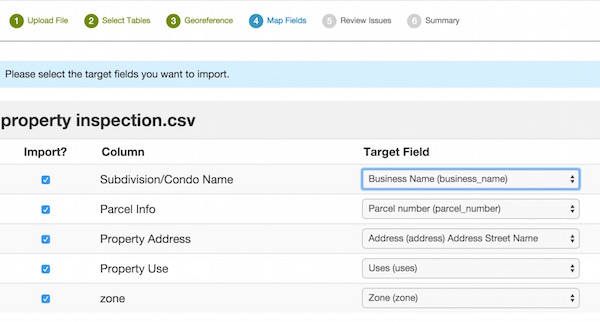 1 Upload File 2 Select Tables 3 Georeference 4 Map Fields 5 Review Issues 6 Summary
Please select the target fields you want to import.
property inspection.csv
Import? Column Target Field
Subdivision/Condo Name Business Name (business_name)
Parcel Info Parcel number (parcel_number)
Property Address Address (address) Address Street Name
Property Use Uses (uses)
zone Zone (zone)